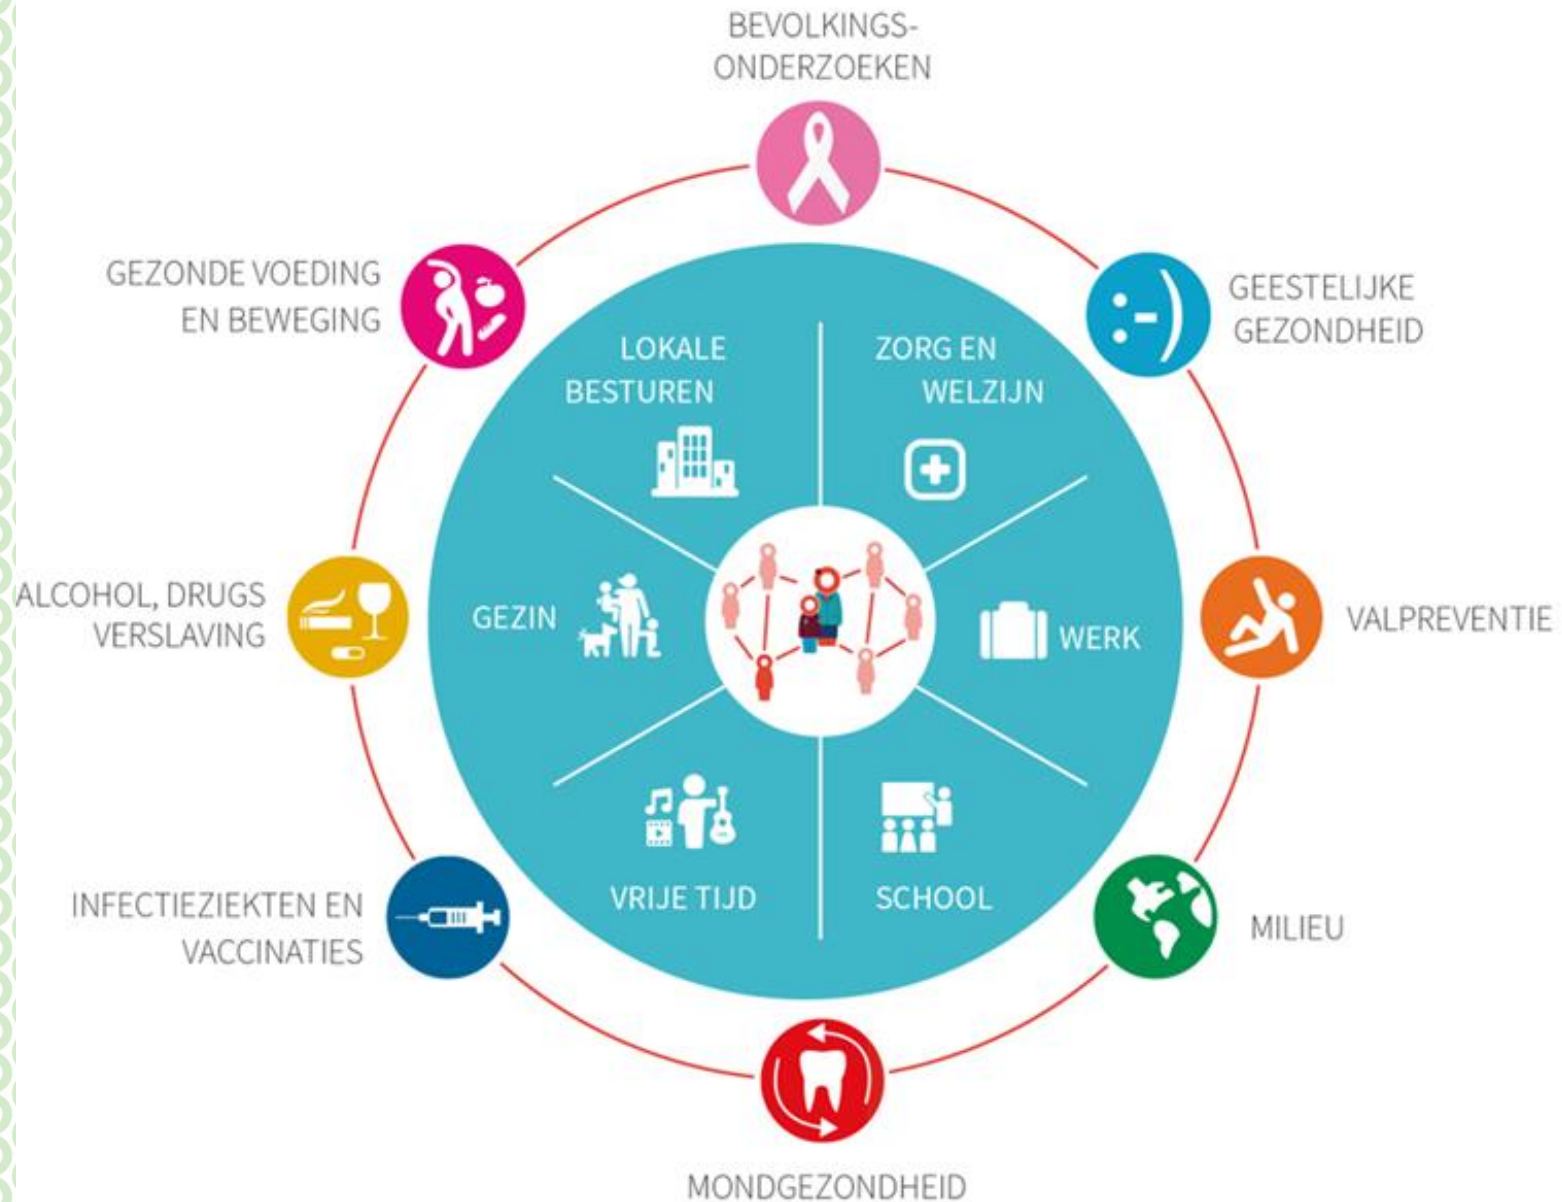 BEVOLKINGS-
ONDERZOEKEN
GEZONDE VOEDING
EN BEWEGING
GEESTELIJKE
GEZONDHEID
LOKALE
BESTUREN
ZORG EN
WELZIJN
ALCOHOL, DRUGS
VERSLAVING
GEZIN
WERK
VALPREVENTIE
INFECTIEZIEKTEN EN
VACCINATIES
VRIJE TIJD
SCHOOL
MILIEU
MONDGEZONDHEID